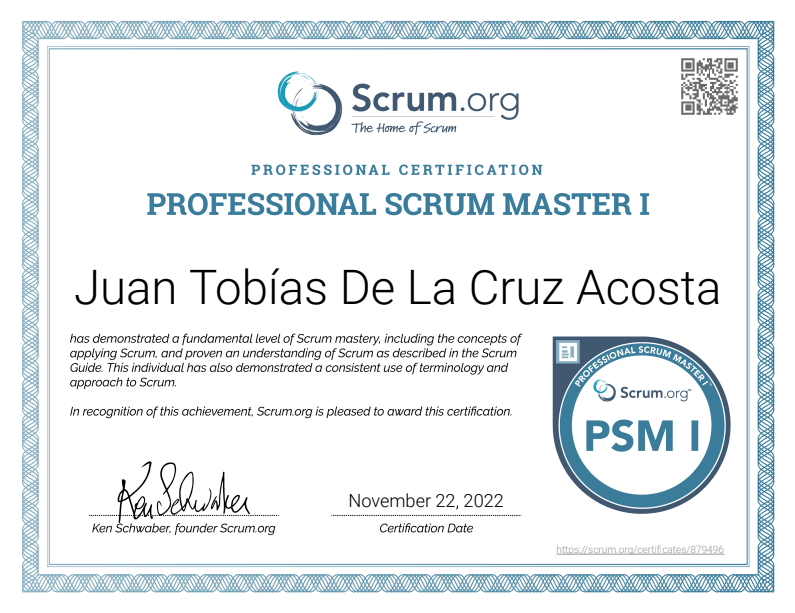 Scrum.org
The Home of Scrum
PROFESSIONAL CERTIFICATION
PROFESSIONAL SCRUM MASTER I
Juan Tobías De La Cruz Acosta
has demonstrated a fundamental level of Scrum mastery, including the concepts of
applying Scrum, and proven an understanding of Scrum as described in the Scrum
Guide. This individual has also demonstrated a consistent use of terminology and
approach to Scrum.
In recognition of this achievement, Scrum.org is pleased to award this certification.
PROFESSIONAL SCRUM MASTER I™
Scrum.org™
PSM I
Ken Schwaber
Ken Schwaber, founder Scrum.org
November 22, 2022
Certification Date
https://scrum.org/certificates/879496